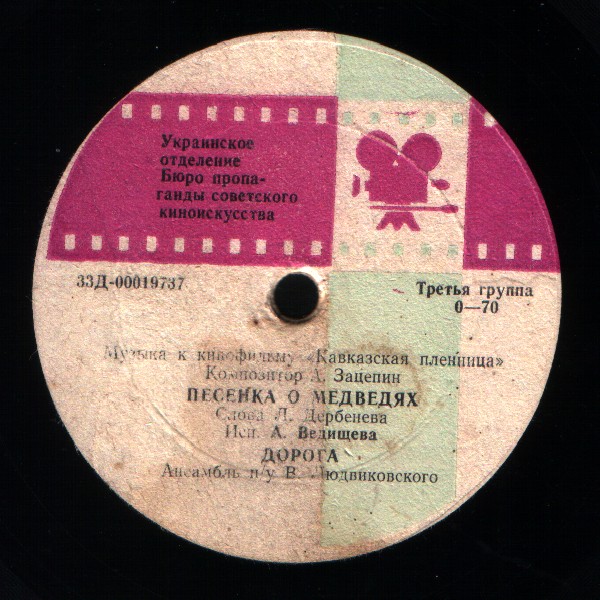 Украинское
отделение
Бюро пропа-
ганды советского
киноискусства
33Д-00019737
Третья группа
0—70
Музыка к кинофильму «Кавказская пленница»
Композитор А. Зацепин
ПЕСЕНКА О МЕДВЕДЯХ
Слова Л. Дербенева
Исп. А. Ведищева
ДОРОГА
Ансамбль п/у В. Людвиковского